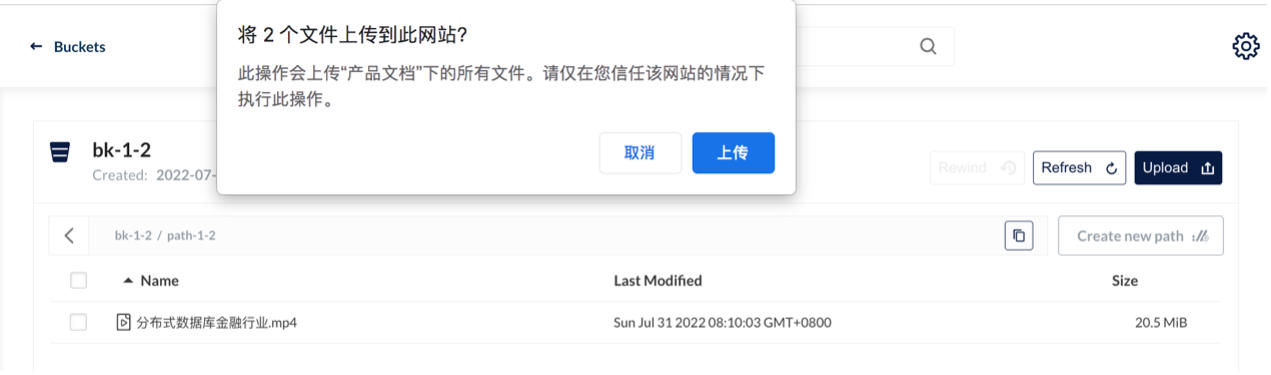 将 2 个文件上传到此网站?
此操作会上传“产品文档”下的所有文件。请仅在您信任该网站的情况下
执行此操作。
取消 上传
← Buckets
bk-1-2
Created: 2022-07-
Rewind Refresh Upload
bk-1-2 / path-1-2
Create new path
Name Last Modified Size
分布式数据库金融行业.mp4 Sun Jul 31 2022 08:10:03 GMT+0800 20.5 MiB